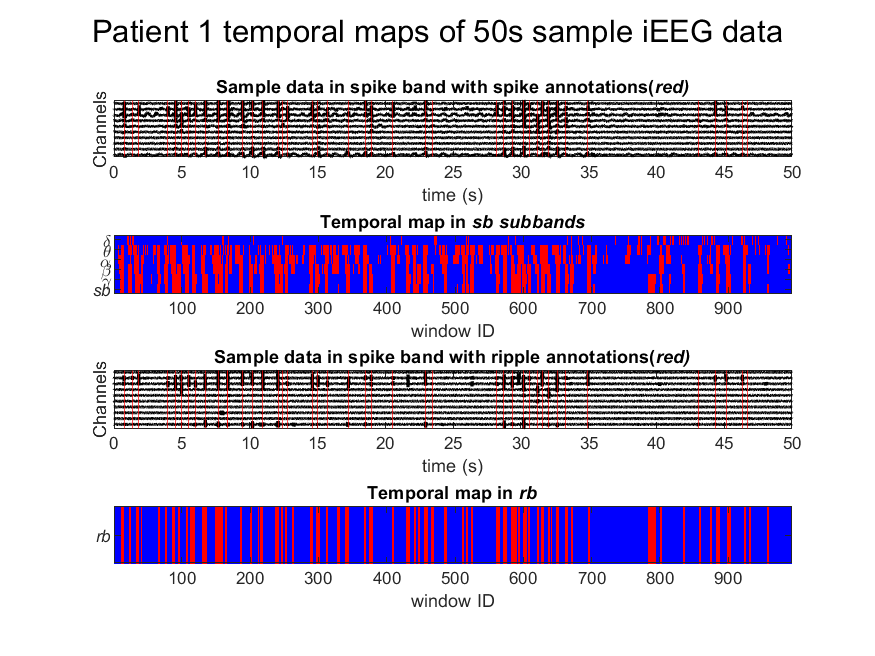 Patient 1 temporal maps of 50s sample iEEG data
Sample data in spike band with spike annotations(red)
Channels
0 5 10 15 20 25 30 35 40 45 50
time (s)
Temporal map in sb subbands
δ
θ
α
β
γ
sb
100 200 300 400 500 600 700 800 900
window ID
Sample data in spike band with ripple annotations(red)
Channels
0 5 10 15 20 25 30 35 40 45 50
time (s)
Temporal map in rb
rb
100 200 300 400 500 600 700 800 900
window ID